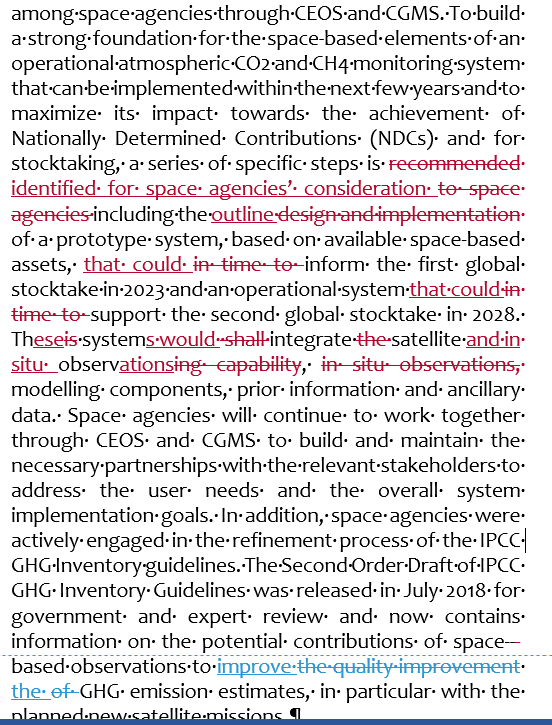 among space agencies through CEOS and CGMS. To build
a strong foundation for the space-based elements of an
operational atmospheric CO2 and CH4 monitoring system
that can be implemented within the next few years and to
maximize its impact towards the achievement of
Nationally Determined Contributions (NDCs) and for
stocktaking, a series of specific steps is recommended
identified for space agencies’ consideration to space
agencies including the outline design and implementation
of a prototype system, based on available space-based
assets, that could in time to inform the first global
stocktake in 2023 and an operational system that could in
time to support the second global stocktake in 2028.
Theseis systems would shall integrate the satellite and in
situ observationsing capability, in situ observations,
modelling components, prior information and ancillary
data. Space agencies will continue to work together
through CEOS and CGMS to build and maintain the
necessary partnerships with the relevant stakeholders to
address the user needs and the overall system
implementation goals. In addition, space agencies were
actively engaged in the refinement process of the IPCC
GHG Inventory guidelines. The Second Order Draft of IPCC
GHG Inventory Guidelines was released in July 2018 for
government and expert review and now contains
information on the potential contributions of space--
based observations to improve the quality improvement
the of GHG emission estimates, in particular with the
planned new satellite missions. ¶